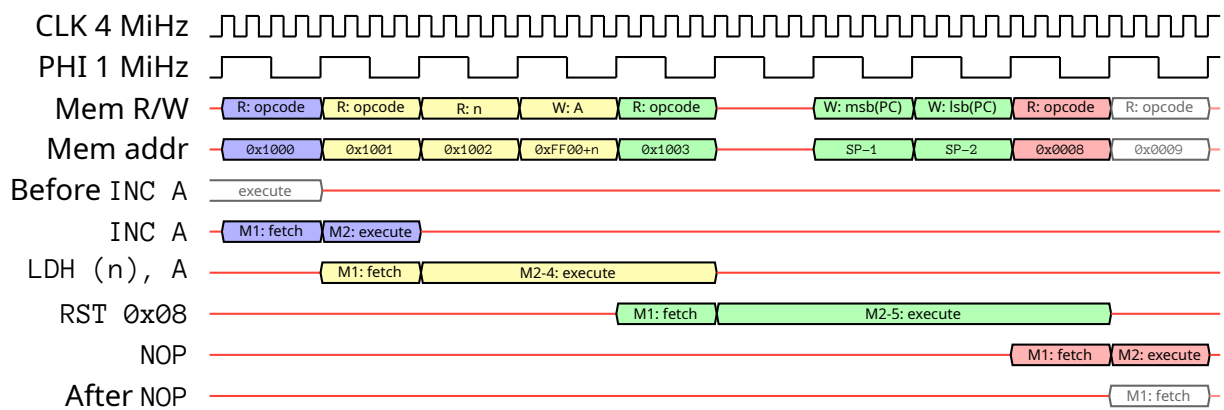 CLK 4 MiHz
PHI 1 MiHz
Mem R/W R: opcode R: opcode R: n W: A R: opcode W: msb(PC) W: lsb(PC) R: opcode R: opcode
Mem addr 0x1000 0x1001 0x1002 0xFF00+n 0x1003 SP-1 SP-2 0x0008 0x0009
Before INC A execute
INC A M1: fetch M2: execute
LDH (n), A M1: fetch M2-4: execute
RST 0x08 M1: fetch M2-5: execute
NOP M1: fetch M2: execute
After NOP M1: fetch